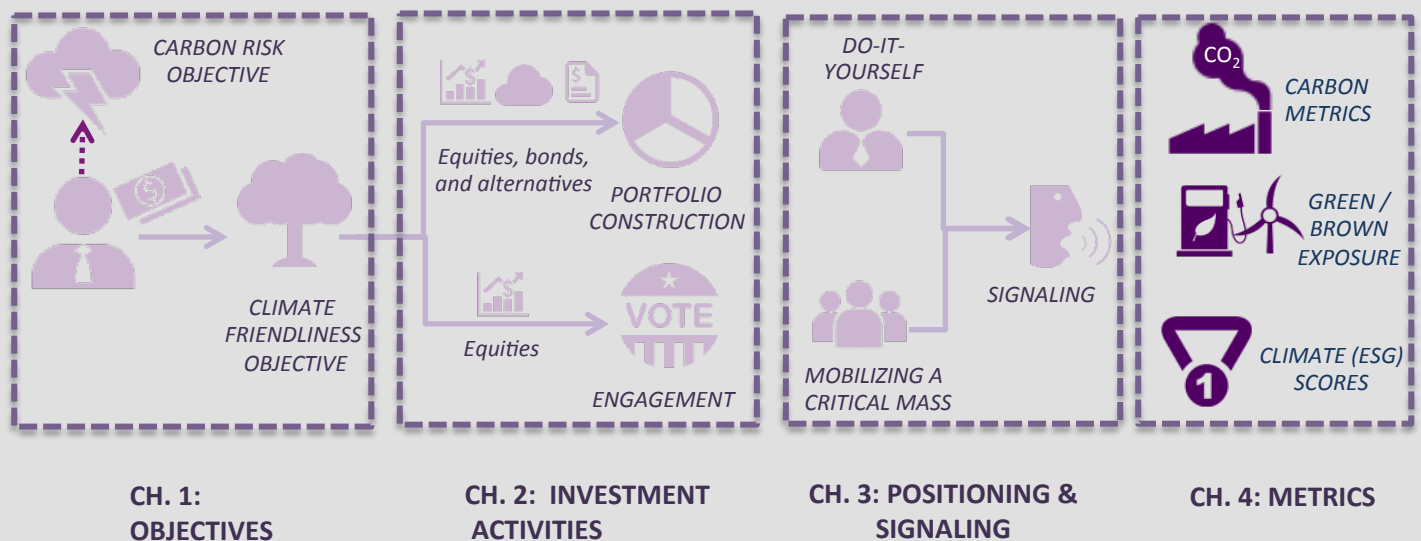 CARBON RISK
OBJECTIVE
CLIMATE
FRIENDLINESS
OBJECTIVE
Equities, bonds,
and alternatives
PORTFOLIO
CONSTRUCTION
Equities
VOTE
ENGAGEMENT
DO-IT-
YOURSELF
SIGNALING
MOBILIZING A
CRITICAL MASS
CO₂
CARBON
METRICS
GREEN /
BROWN
EXPOSURE
CLIMATE (ESG)
SCORES
1
CH. 1:
OBJECTIVES
CH. 2: INVESTMENT
ACTIVITIES
CH. 3: POSITIONING &
SIGNALING
CH. 4: METRICS